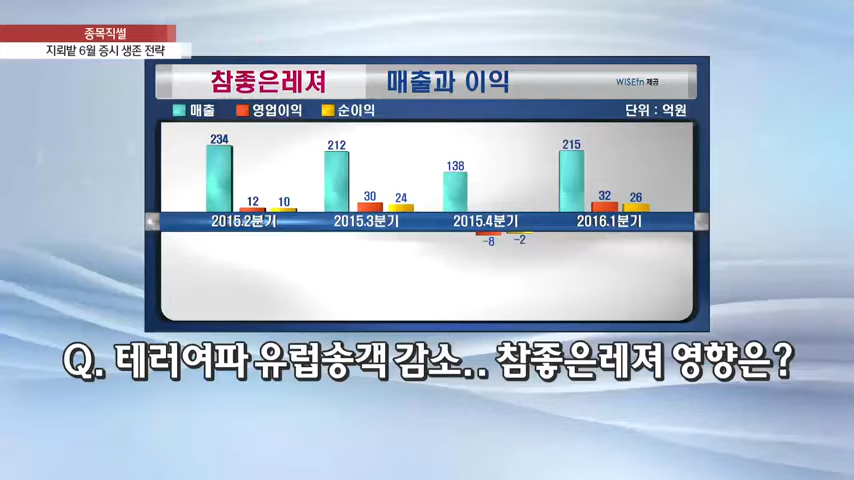 종목직썰
지뢰밭 6월 증시 생존 전략
참좋은레져 매출과 이익 WISEfn 제공
매출 영업이익 순이익 단위 : 억원
234 12 10 212 30 24 138 215 32 26
2015.2분기 2015.3분기 2015.4분기 2016.1분기
-8 -2
Q. 테러여파 유럽송객 감소.. 참좋은레져 영향은?